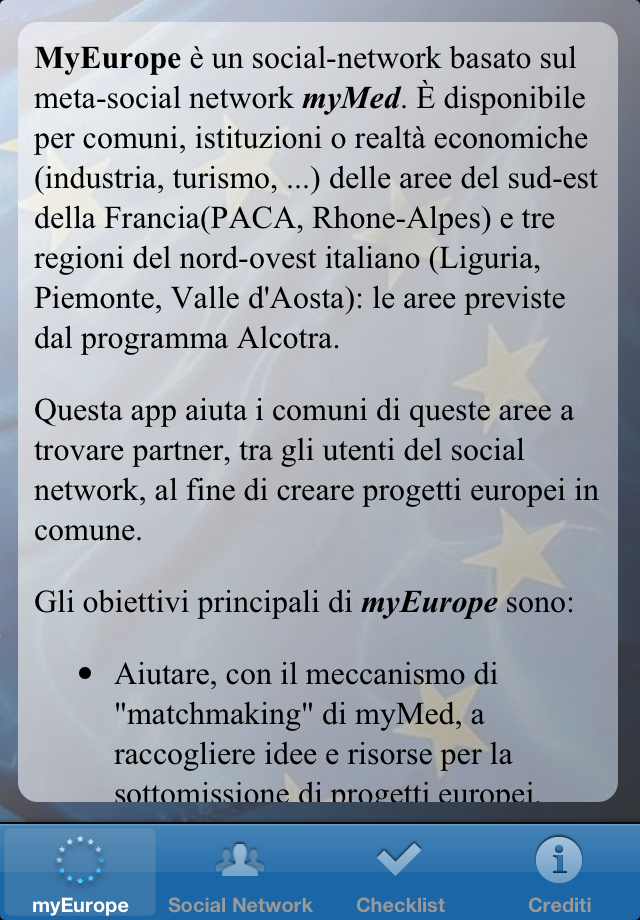 MyEurope è un social-network basato sul
meta-social network myMed. È disponibile
per comuni, istituzioni o realtà economiche
(industria, turismo, ...) delle aree del sud-est
della Francia(PACA, Rhone-Alpes) e tre
regioni del nord-ovest italiano (Liguria,
Piemonte, Valle d'Aosta): le aree previste
dal programma Alcotra.
Questa app aiuta i comuni di queste aree a
trovare partner, tra gli utenti del social
network, al fine di creare progetti europei in
comune.
Gli obiettivi principali di myEurope sono:
• Aiutare, con il meccanismo di
"matchmaking" di myMed, a
raccogliere idee e risorse per la
sottomissione di progetti europei.
myEurope
Social Network
Checklist
Crediti